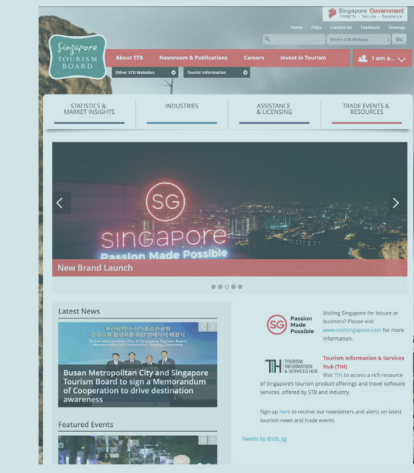 Singapore Government
Integrity · Service · Excellence
Home FAQs Contact Us Feedback Sitemap
Within STB Website Go
Singapore
TOURISM
BOARD
About STB Newsroom & Publications Careers Invest in Tourism I am a...
Other STB Websites Tourist Information
STATISTICS &
MARKET INSIGHTS
INDUSTRIES
ASSISTANCE
& LICENSING
TRADE EVENTS &
RESOURCES
SG
SINGaPORe
Passion Made Possible
New Brand Launch
Latest News
Busan Metropolitan City and Singapore
Tourism Board to sign a Memorandum
of Cooperation to drive destination
awareness
Featured Events
SG Passion
Made
Possible
Visiting Singapore for leisure or
business? Please visit
www.visitsingapore.com for more
information.
TIH TOURISM
INFORMATION
& SERVICES HUB
Tourism Information & Services
Hub (TIH)
Visit TIH to access a rich resource
of Singapore's tourism product offerings and travel software
services, offered by STB and industry.
Sign up here to receive our newsletters and alerts on latest
tourism news and trade events.
Tweets by @stb_sg